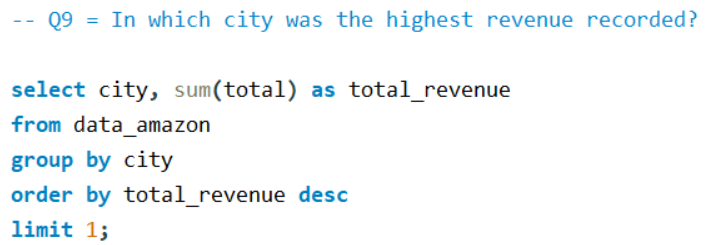 -- Q9 = In which city was the highest revenue recorded?
select city, sum(total) as total_revenue
from data_amazon
group by city
order by total_revenue desc
limit 1;